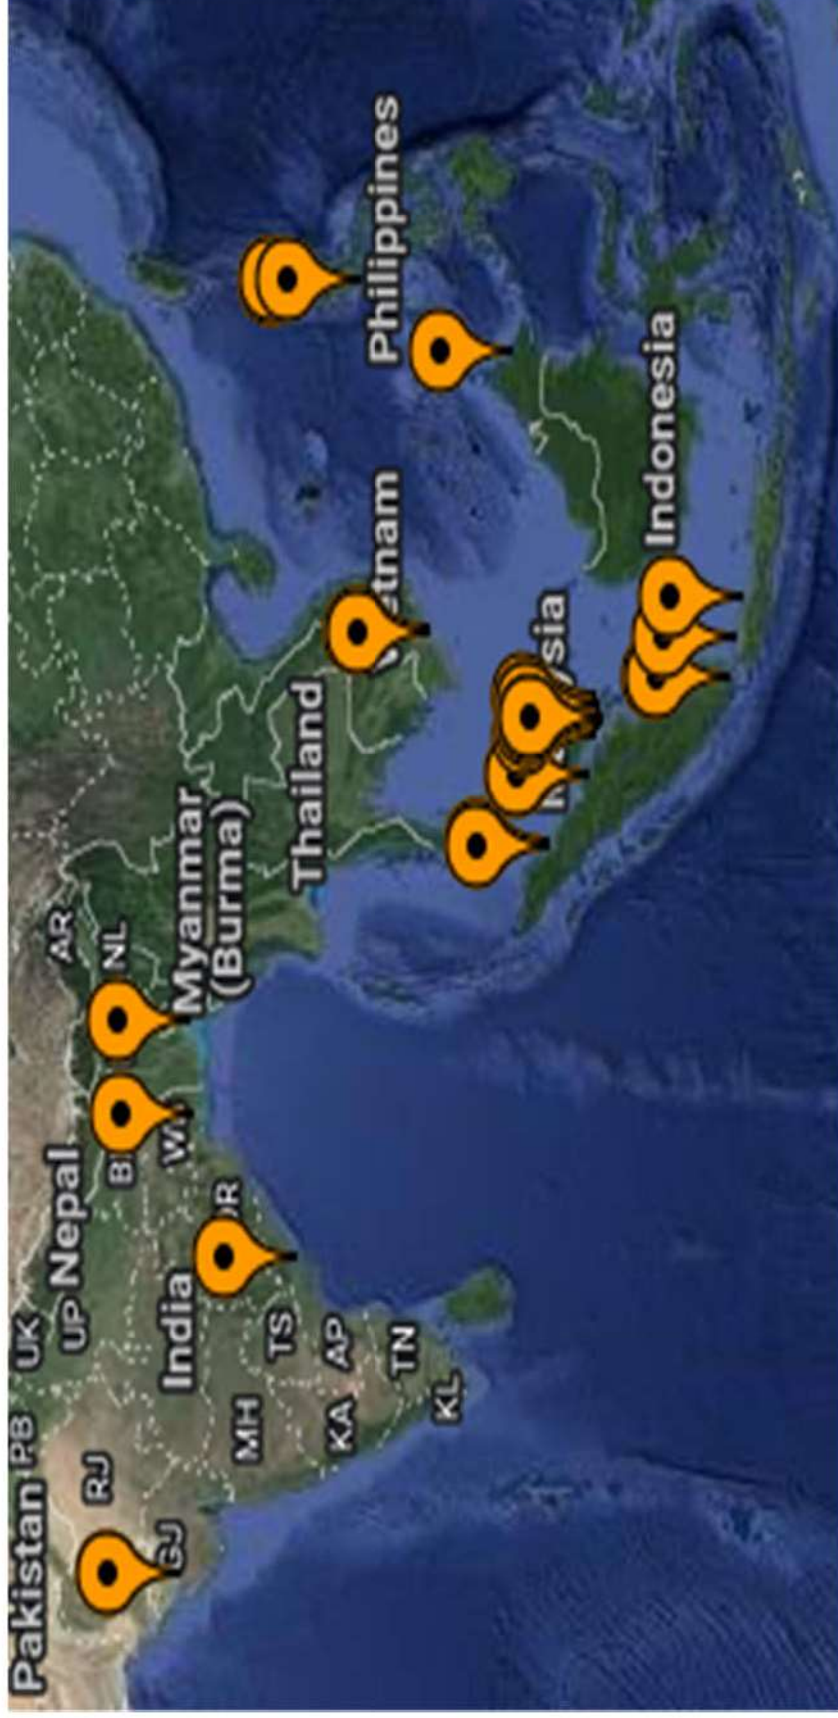 Pakistan
PB
UK
RJ
UP
Nepal
AR
NL
GJ
India
B
W
Myanmar
(Burma)
MH
TS
Thailand
KA
AP
TN
KL
Philippines
Indonesia